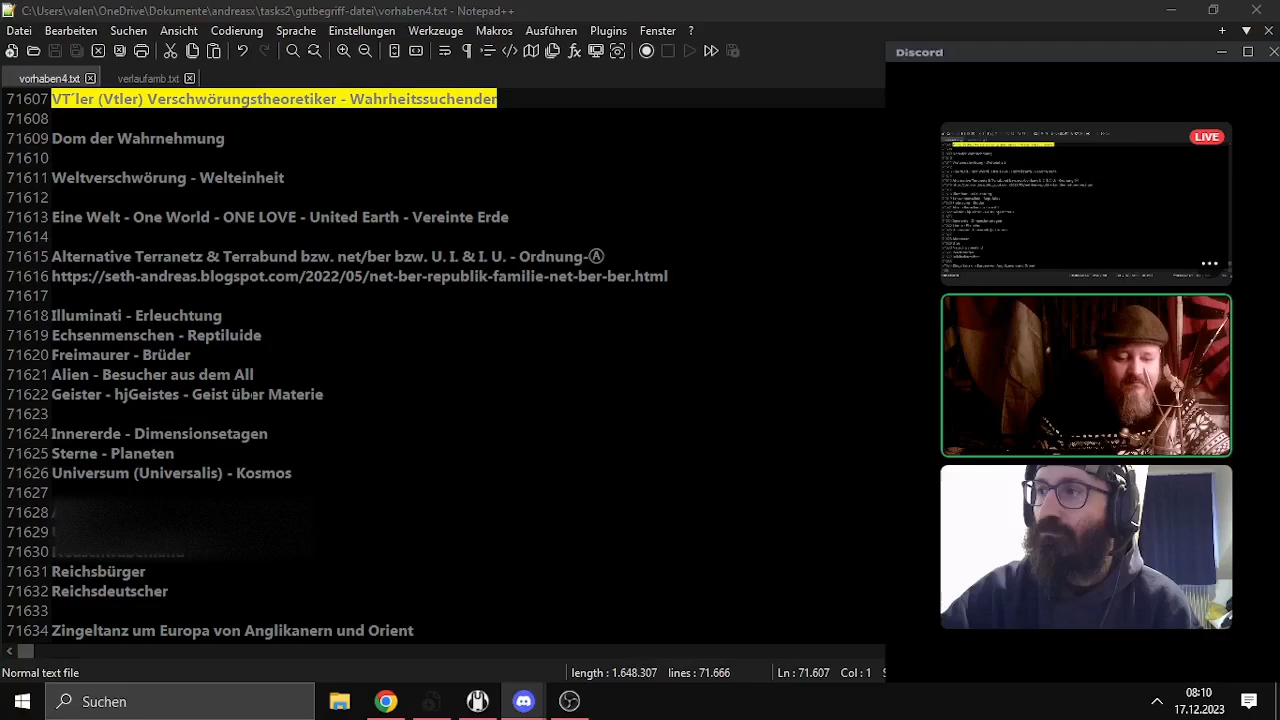 C:\Users\valen\OneDrive\Dokumente\andreas\task2\gutbegriff-datei\vorhaben4.txt - Notepad++
Datei Bearbeiten Suchen Ansicht Codierung Sprachen Einstellungen Werkzeuge Makros Ausführen Erweiterungen Fenster ?
vorhaben4.txt verlaufamb.txt
Discord
71607 VT´ler (Vtler) Verschwörungstheoretiker - Wahrheitssuchender
71608
71609 Dom der Wahrnehmung
71610
71611 Weltverschwörung - Welteinheit
71612
71613 Eine Welt - One World - ONE LOVE - United Earth - Vereinte Erde
71614
71615 Alternative Tangente & Tonalrand bzw. Net/ber bzw. U. I. & I. U. - Ordnung-Ⓐ
71616 https://seth-andreas.blogspot.com/2022/05/net-ber-republik-tonille-net-ber-ber.html
71617
71618 Illuminati - Erleuchtung
71619 Echsenmenschen - Reptiluide
71620 Freimaurer - Brüder
71621 Alien - Besucher aus dem All
71622 Geister - hjGeistes - Geist über Materie
71623
71624 Innererde - Dimensionsetagen
71625 Sterne - Planeten
71626 Universum (Universalis) - Kosmos
71627
71628
71629
71630
71631 Reichsbürger
71632 Reichsdeutscher
71633
71634 Zingeltanz um Europa von Anglikanern und Orient
LIVE
Normal text file length : 1.648.307 lines : 71.666 Ln : 71.607 Col : 1
Suchen
08:10
17.12.2023